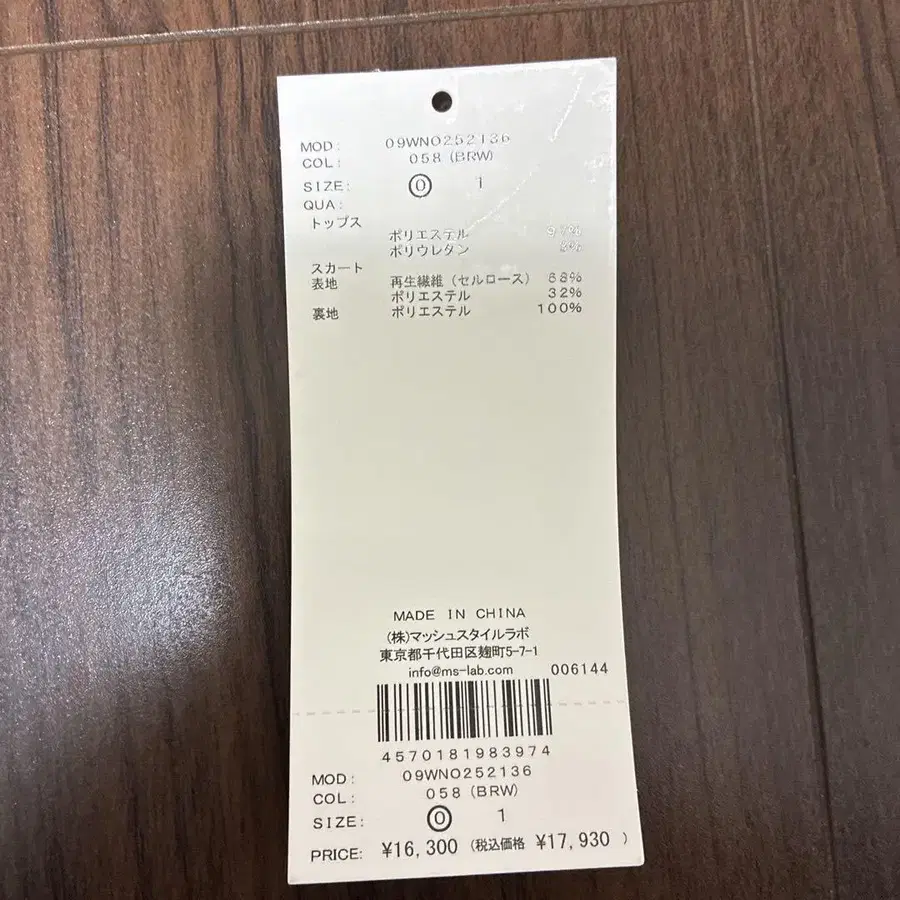 MOD: 09WNO252136
COL: 058 (BRW)
SIZE: 0 1
QUA:
トップス
ポリエステル
ポリウレタン
スカート
表地 再生繊維 (セルロース) 68%
ポリエステル 32%
裏地 ポリエステル 100%
MADE IN CHINA
(株)マッシュスタイルラボ
東京都千代田区麹町5-7-1
info@ms-lab.com 006144
4570181983974
MOD: 09WNO252136
COL: 058 (BRW)
SIZE: 0 1
PRICE: ¥16,300 (税込価格 ¥17,930 )